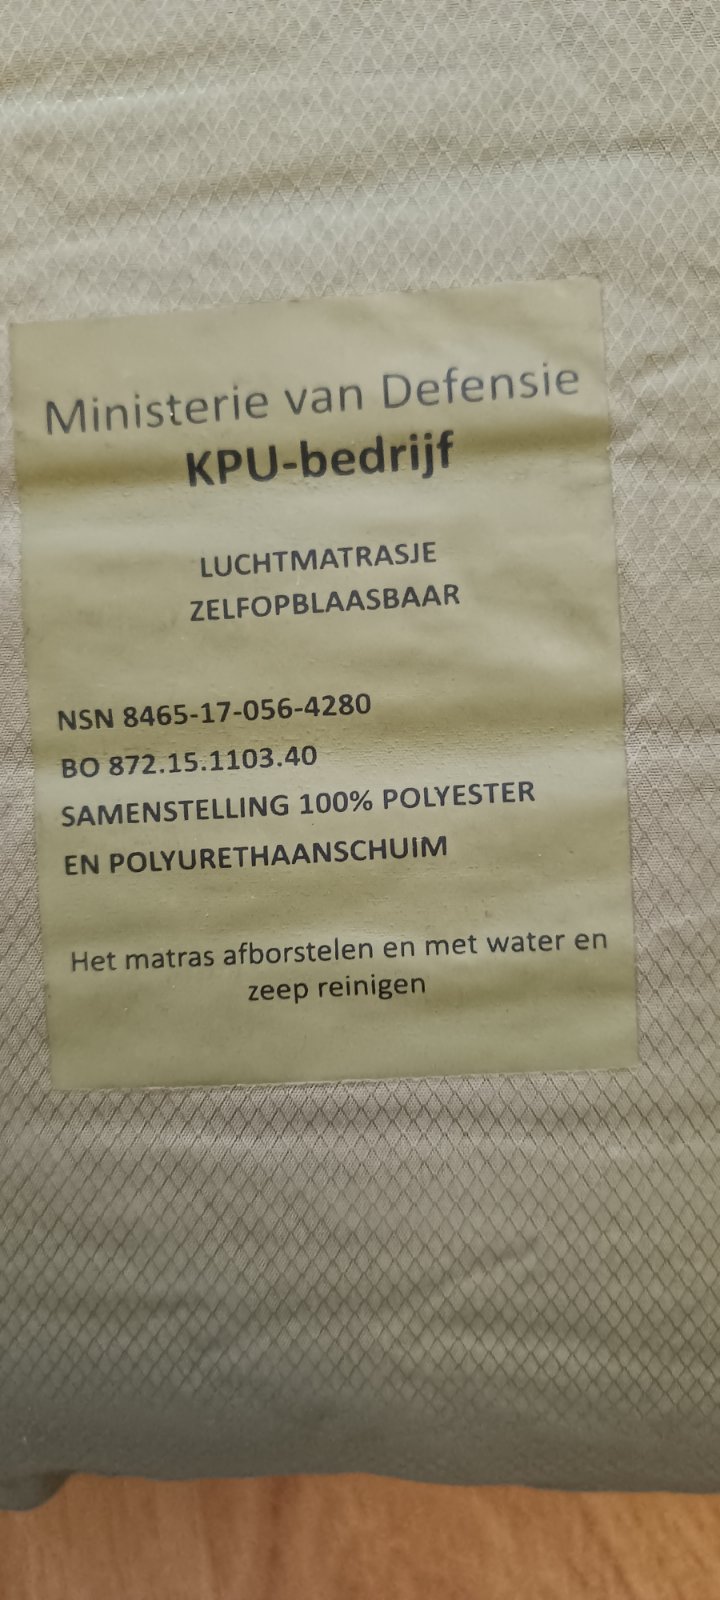 Ministerie van Defensie
KPU-bedrijf
LUCHTMATRASJE
ZELFOPBLAASBAAR
NSN 8465-17-056-4280
BO 872.15.1103.40
SAMENSTELLING 100% POLYESTER
EN POLYURETHAANSCHUIM
Het matras afborstelen en met water en
zeep reinigen